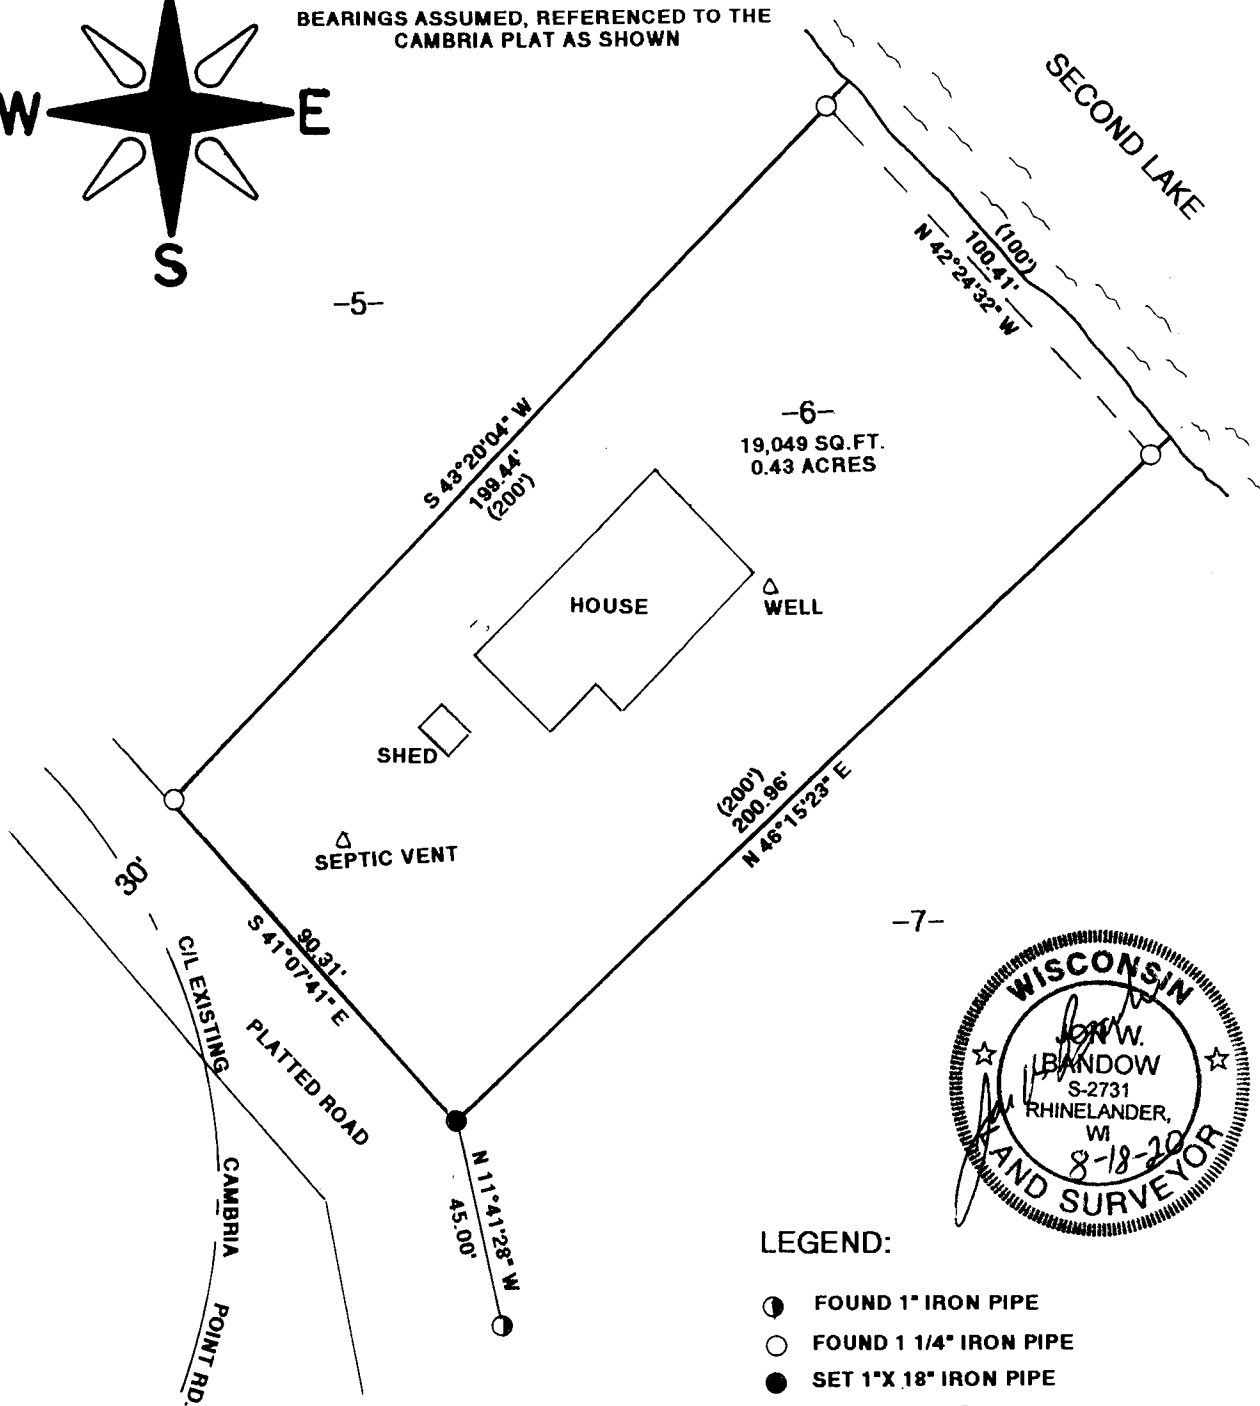 BEARINGS ASSUMED, REFERENCED TO THE
CAMBRIA PLAT AS SHOWN
W
E
S
SECOND LAKE
(100')
100.41'
N 42°24'32" W
-5-
-6-
19,049 SQ.FT.
0.43 ACRES
S 43°20'04" W
199.44'
(200')
HOUSE
WELL
SHED
SEPTIC VENT
(200')
200.96'
N 46°15'23" E
30'
90.31'
S 41°07'41" E
C/L EXISTING
CAMBRIA
POINT RD.
PLATTED ROAD
-7-
N 11°41'28" W
45.00'
WISCONSIN
JON W.
BANDOW
S-2731
RHINELANDER,
WI
8-18-20
LAND SURVEYOR
LEGEND:
FOUND 1" IRON PIPE
FOUND 1 1/4" IRON PIPE
SET 1"X 18" IRON PIPE